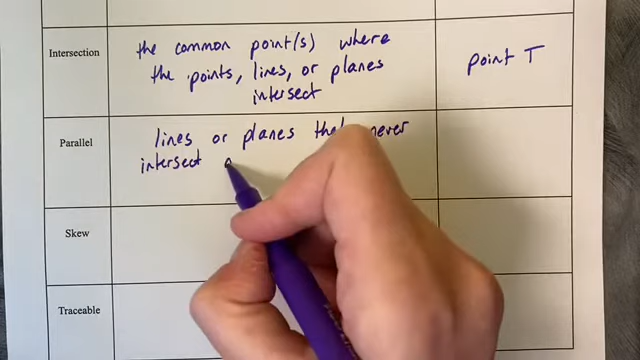 Intersection
the common point(s) where
the points, lines, or planes
intersect
point T
Parallel
lines or planes that never
intersect
Skew
Traceable